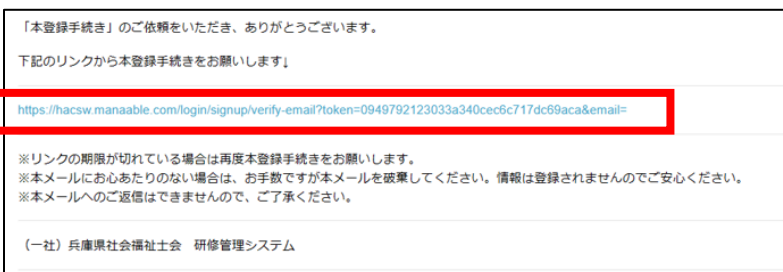 「本登録手続き」のご依頼をいただき、ありがとうございます。
下記のリンクから本登録手続きをお願いします↓
https://hacsw.manaable.com/login/signup/verify-email?token=0949792123033a340cec6c717dc69aca&email=
※リンクの期限が切れている場合は再度本登録手続きをお願いします。
※本メールにお心あたりのない場合は、お手数ですが本メールを破棄してください。情報は登録されませんのでご安心ください。
※本メールへのご返信はできませんので、ご了承ください。
（一社）兵庫県社会福祉士会　研修管理システム